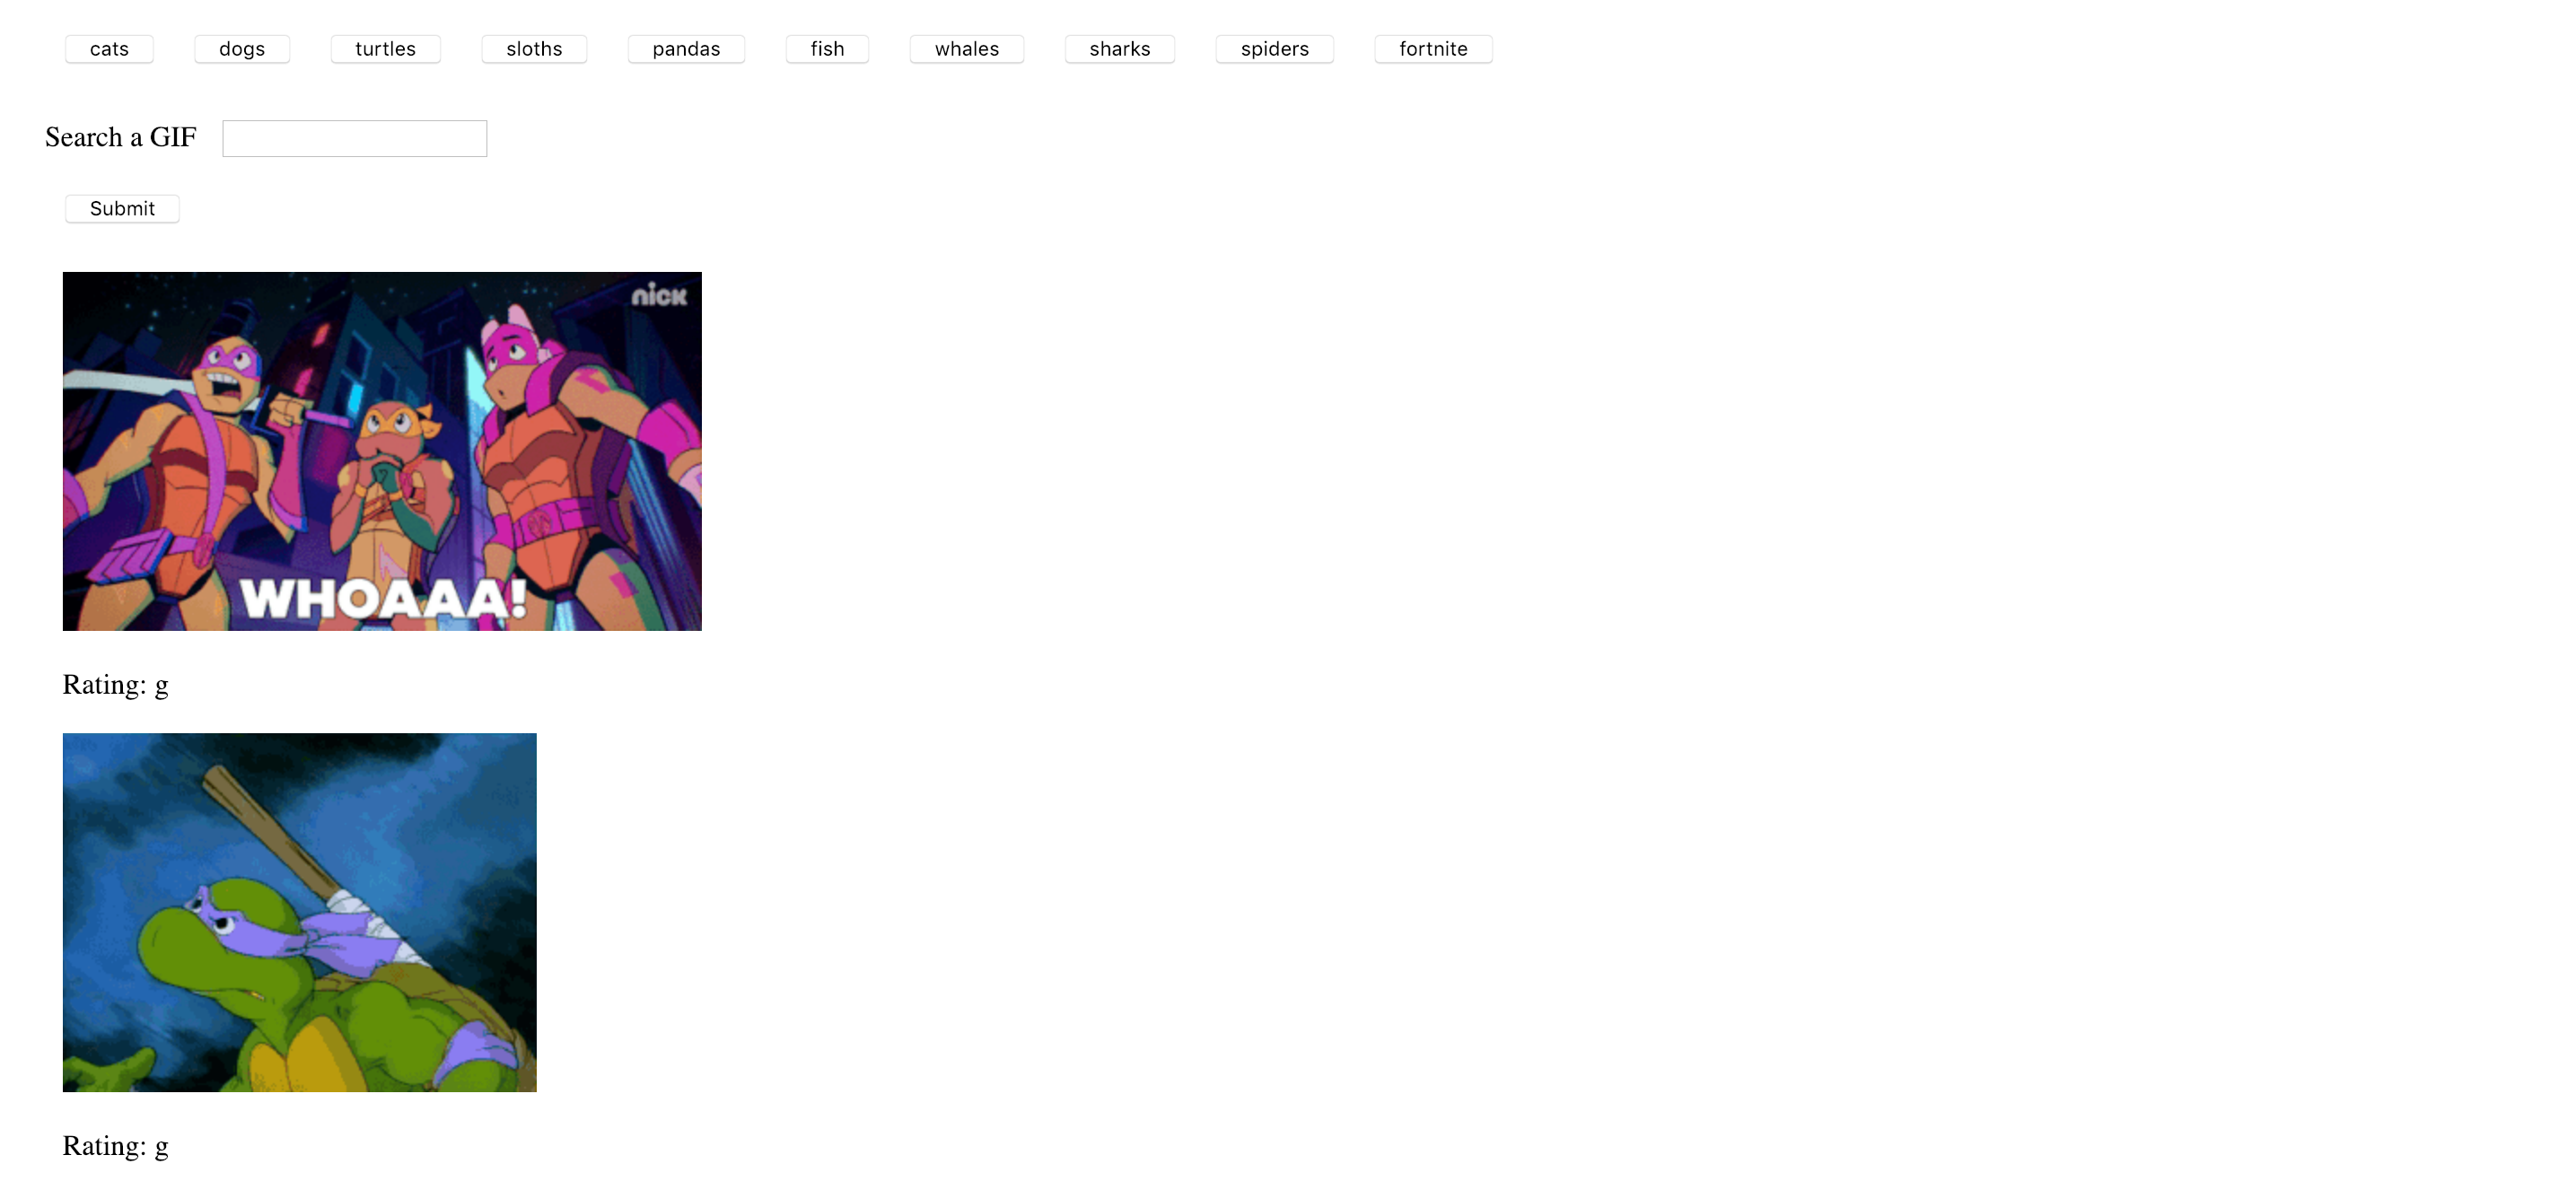 cats dogs turtles sloths pandas fish whales sharks spiders fortnite
Search a GIF
Submit
nick
WHOAAA!
Rating: g
Rating: g